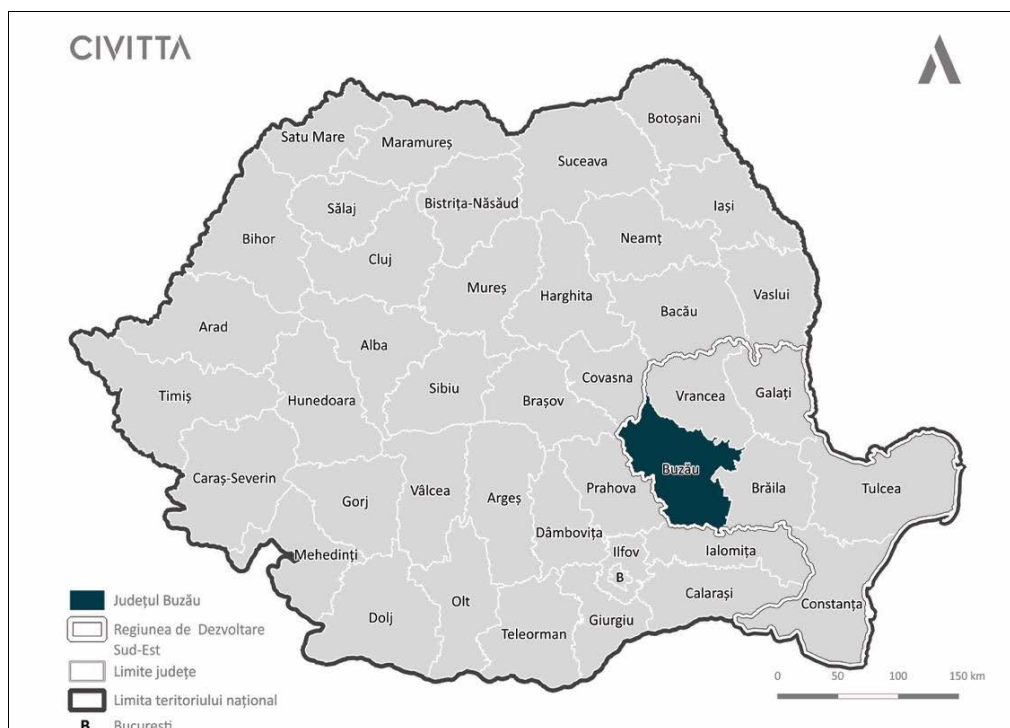 CIVITTA
Botoșani
Satu Mare
Maramureș
Suceava
Bistrița-Năsăud
Sălaj
Iași
Bihor
Neamț
Cluj
Mureș
Harghita
Vaslui
Bacău
Arad
Alba
Covasna
Sibiu
Vrancea
Galați
Timiș
Hunedoara
Brașov
Buzău
Caraș-Severin
Vâlcea
Prahova
Brăila
Tulcea
Gorj
Argeș
Dâmbovița
Mehedinți
Ilfov
Ialomița
B
Calarași
Constanța
Olt
Dolj
Giurgiu
Teleorman
Județul Buzău
Regiunea de Dezvoltare
Sud-Est
Limite județe
Limita teritoriului național
B București
0 50 100 150 km